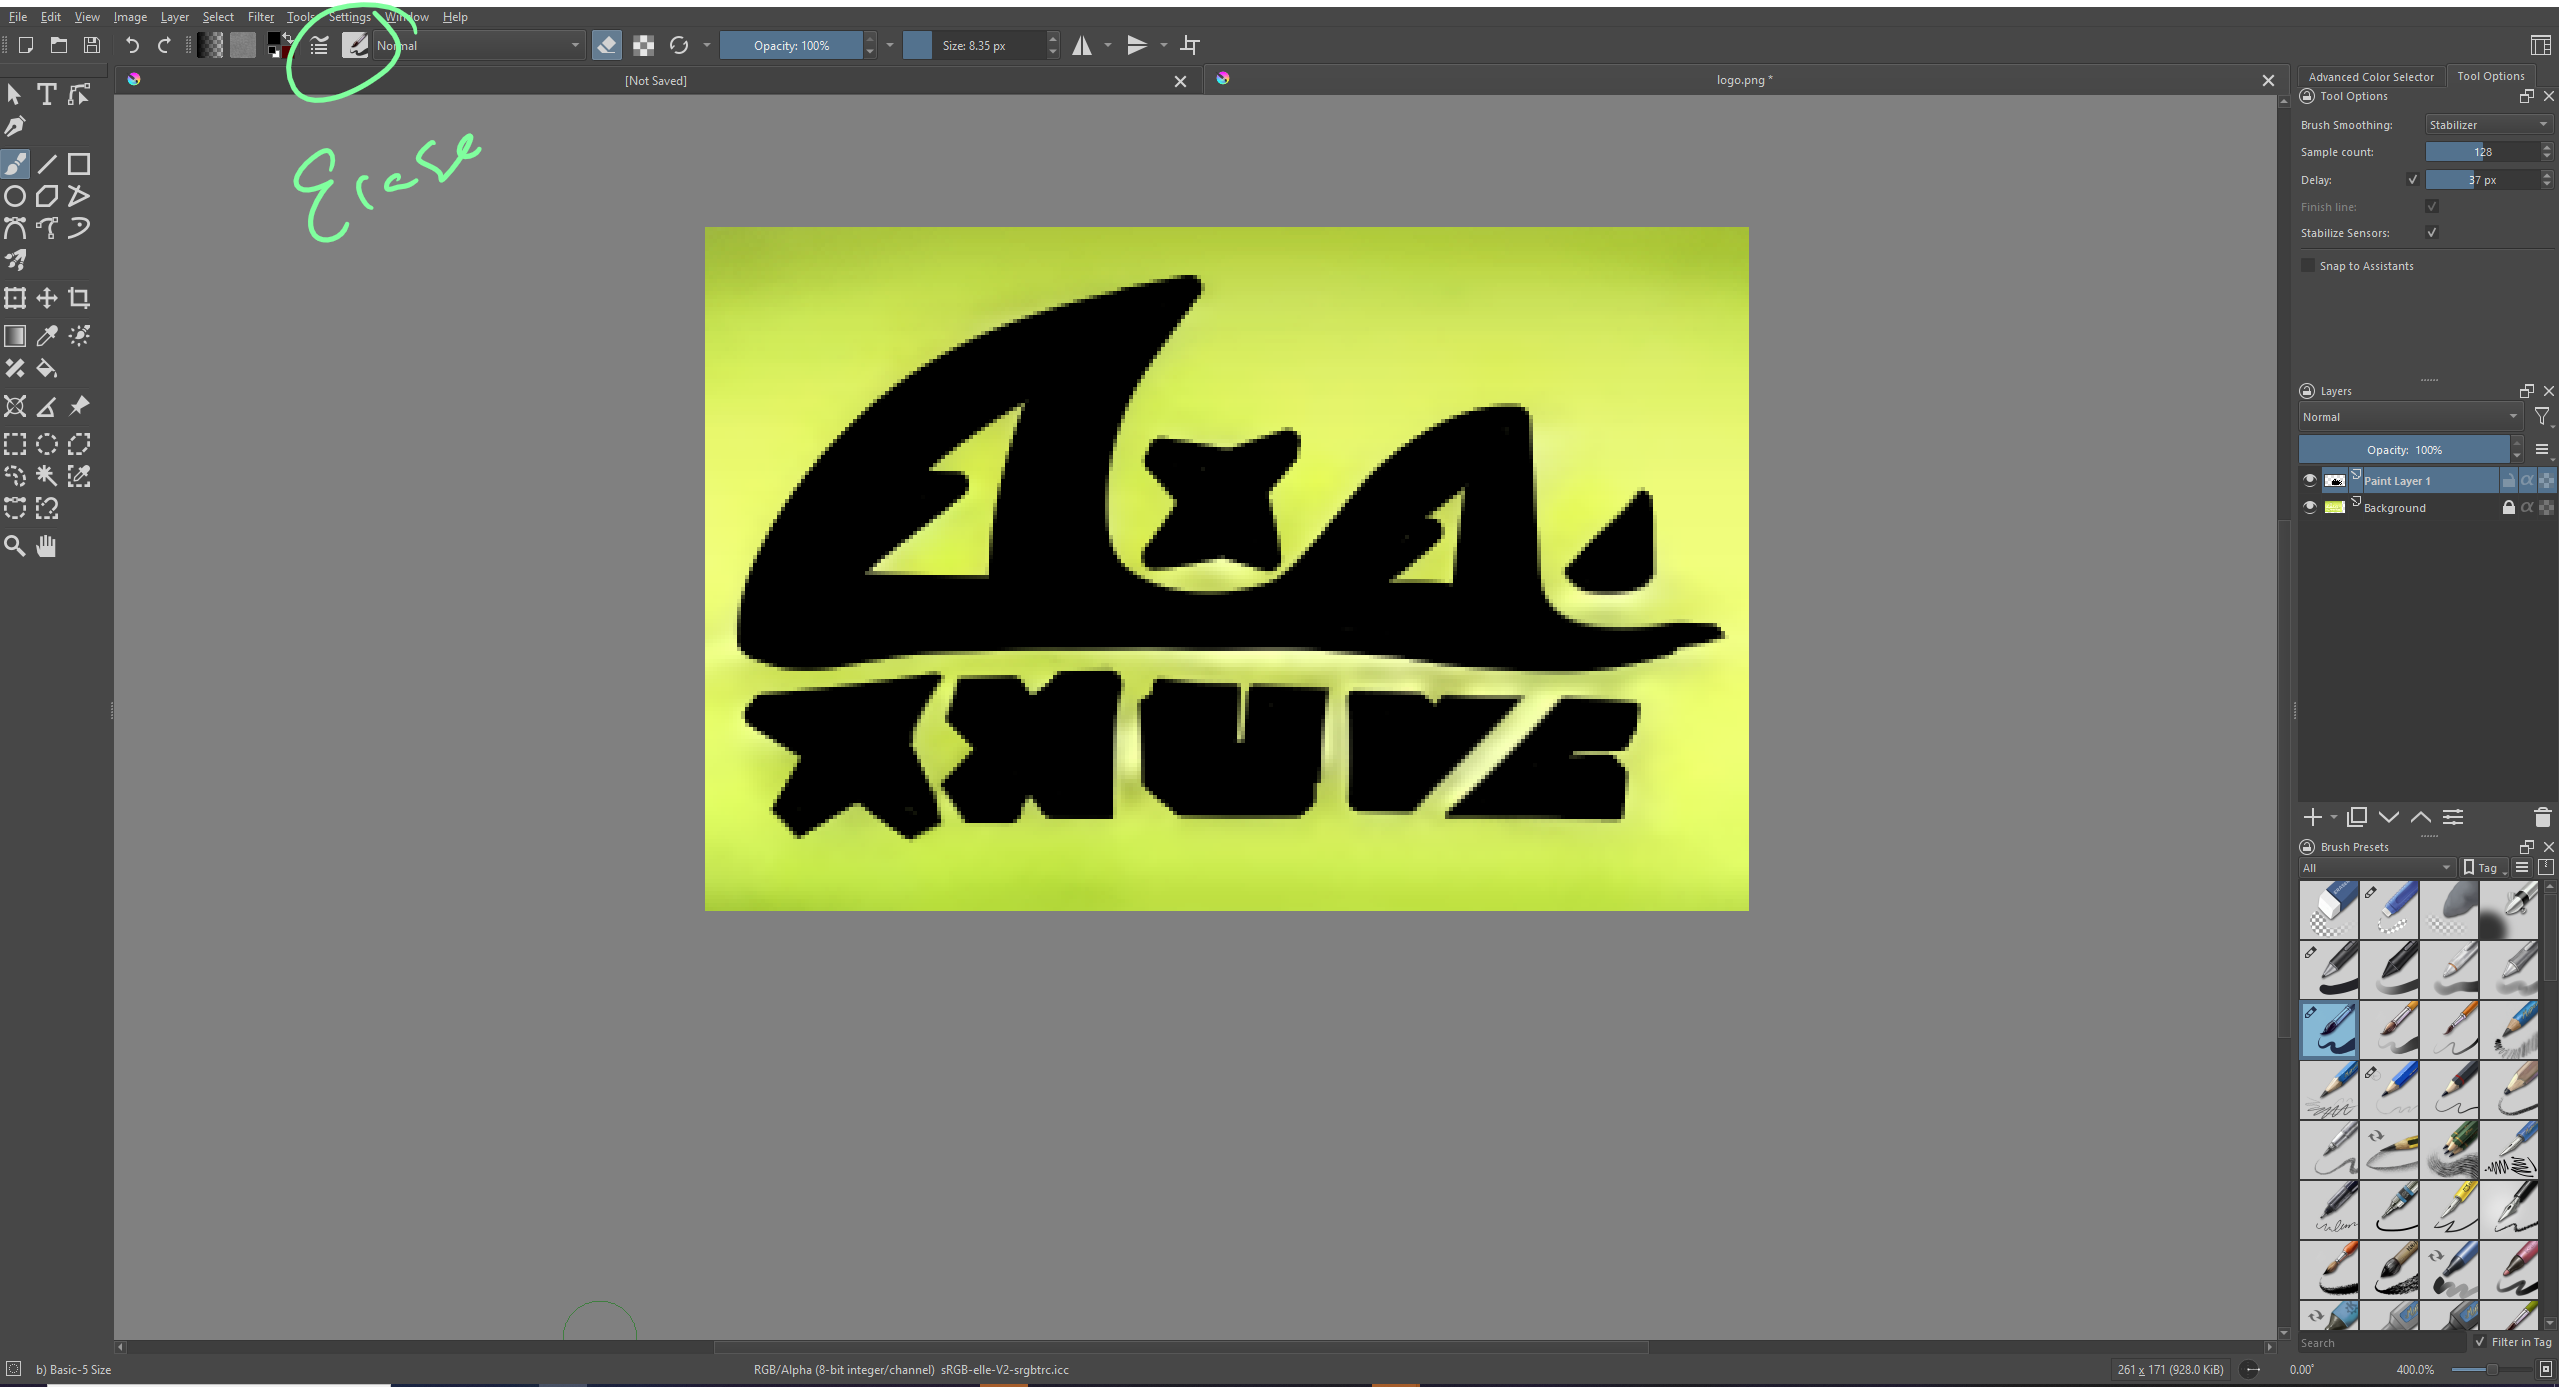 File Edit View Image Layer Select Filter Tools Settings Window Help
Normal
Opacity: 100%
Size: 8.35 px
[Not Saved]
logo.png *
Erase
Advanced Color Selector
Tool Options
Tool Options
Brush Smoothing:
Stabilizer
Sample count:
128
Delay:
37 px
Finish line:
Stabilize Sensors:
Snap to Assistants
Layers
Normal
Opacity: 100%
Paint Layer 1
Background
Brush Presets
All
Tag
Search
Filter in Tag
b) Basic-5 Size
RGB/Alpha (8-bit integer/channel) sRGB-elle-V2-srgbtrc.icc
261 x 171 (928.0 KiB)
0.00°
400.0%